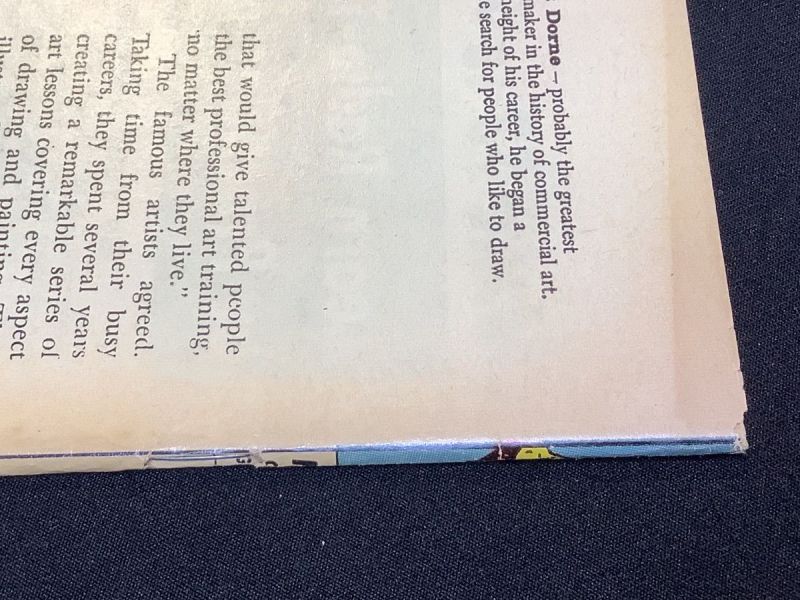 Dorne – probably the greatest
maker in the history of commercial art.
height of his career, he began a
search for people who like to draw.
that would give talented people
the best professional art training,
no matter where they live."
The famous artists agreed.
Taking time from their busy
careers, they spent several years
creating a remarkable series of
art lessons covering every aspect
of drawing and painting.